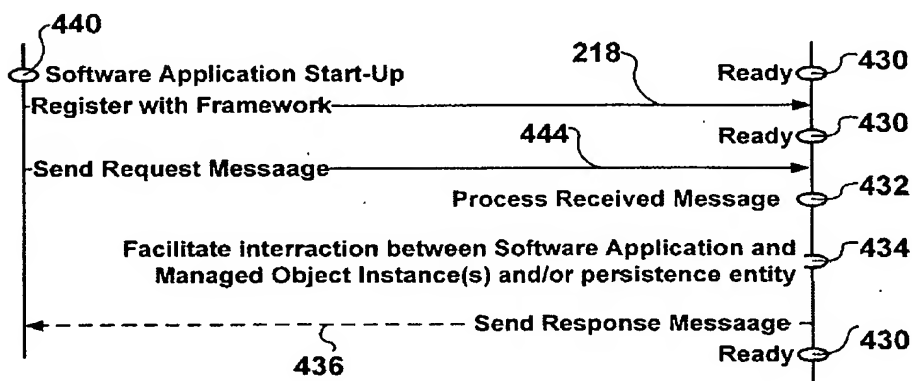 440
218
430
Software Application Start-Up
Ready
Register with Framework
430
444
Ready
Send Request Messaage
432
Process Received Message
Facilitate interraction between Software Application and
434
Managed Object Instance(s) and/or persistence entity
Send Response Messaage
430
436
Ready